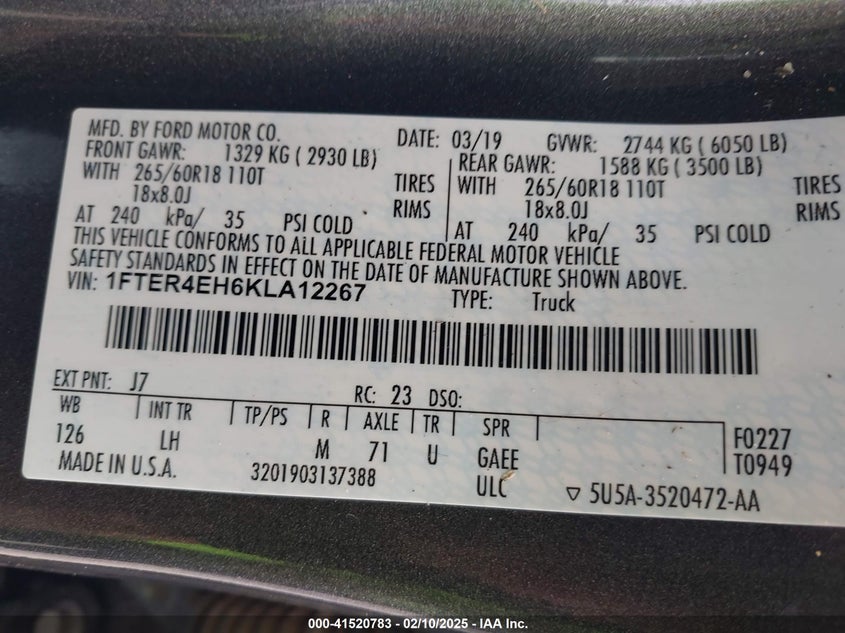 MFD. BY FORD MOTOR CO. DATE: 03/19 GVWR: 2744 KG ( 6050 LB)
FRONT GAWR: 1329 KG ( 2930 LB) REAR GAWR: 1588 KG ( 3500 LB)
WITH 265/60R18 110T TIRES WITH 265/60R18 110T TIRES
18x8.0J RIMS 18x8.0J RIMS
AT 240 kPa/ 35 PSI COLD AT 240 kPa/ 35 PSI COLD
THIS VEHICLE CONFORMS TO ALL APPLICABLE FEDERAL MOTOR VEHICLE
SAFETY STANDARDS IN EFFECT ON THE DATE OF MANUFACTURE SHOWN ABOVE.
VIN: 1FTER4EH6KLA12267 TYPE: Truck
EXT PNT: J7 RC: 23 DSO:
WB INT TR TP/PS R AXLE TR SPR
126 LH M 71 U GAEE F0227
MADE IN U.S.A. 3201903137388 ULC T0949
▽ 5U5A-3520472-AA
000-41520783 - 02/10/2025 - IAA Inc.